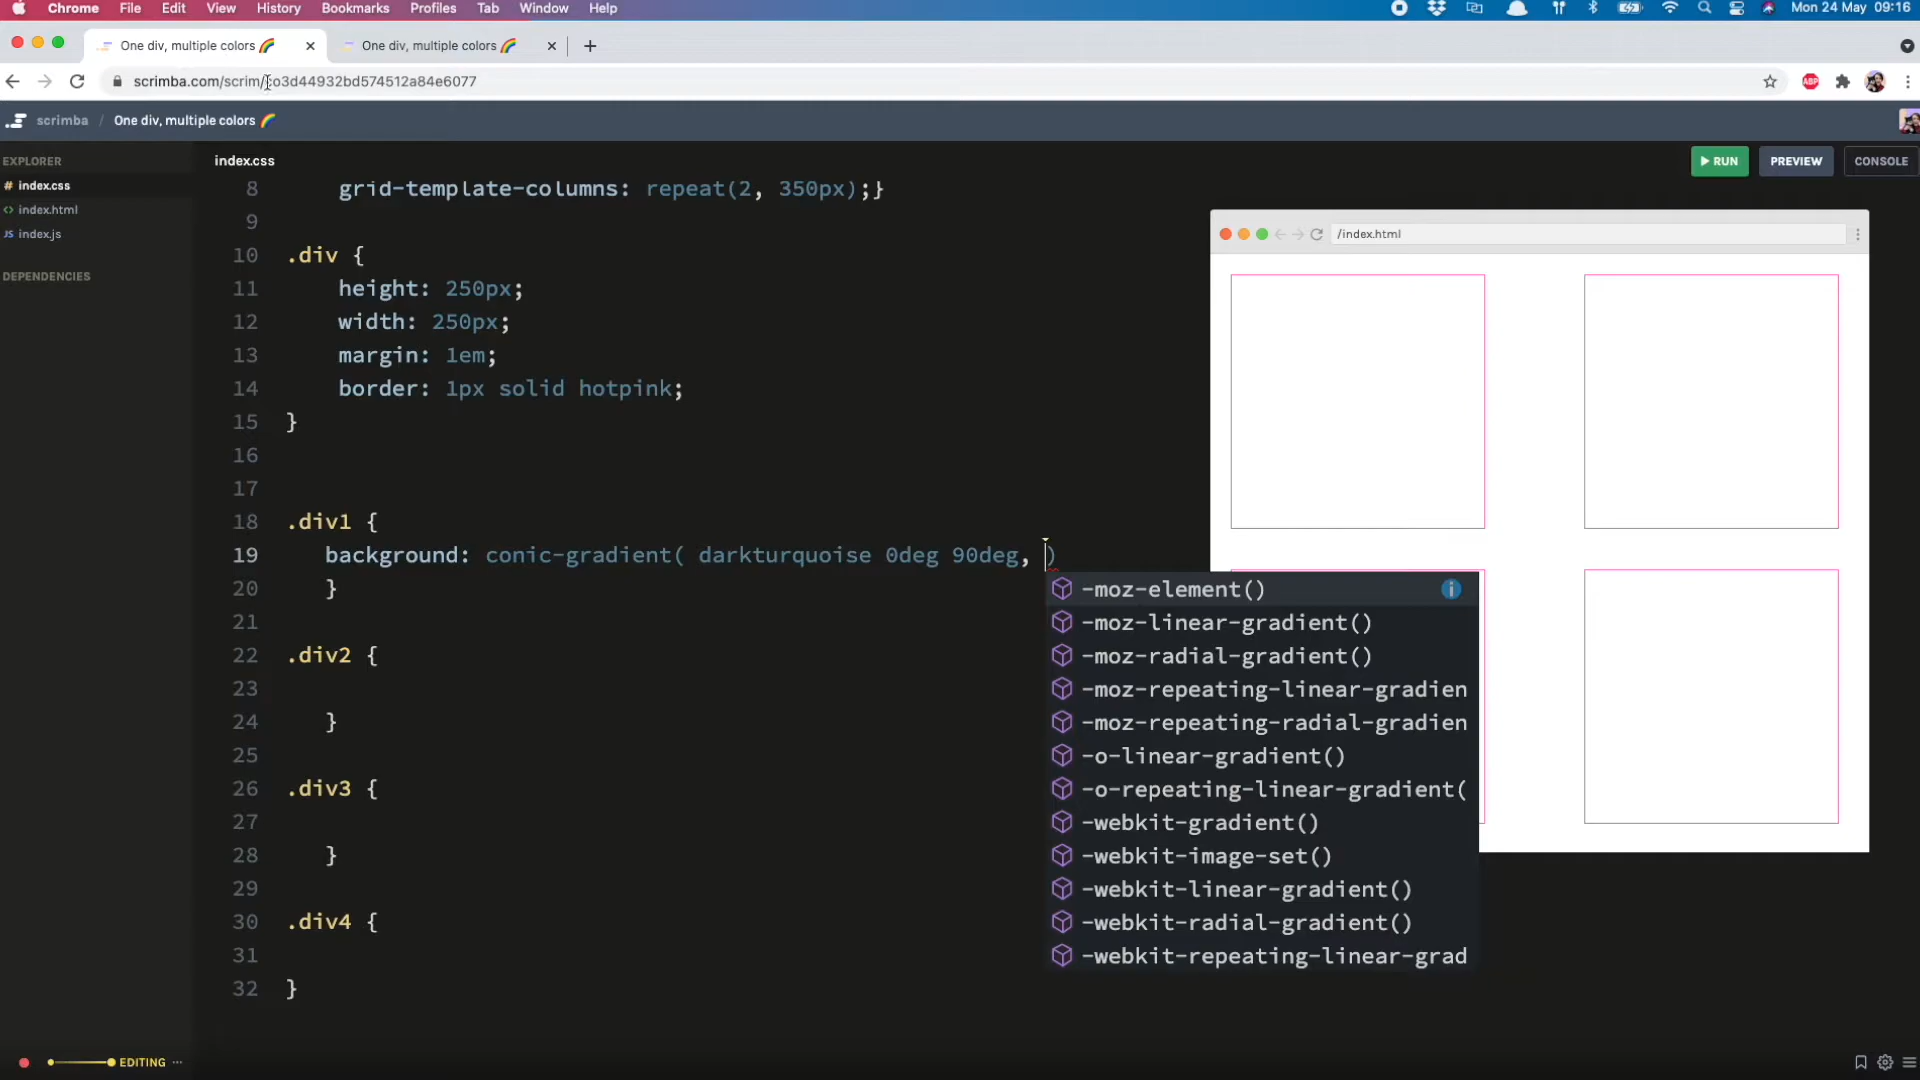 Chrome File Edit View History Bookmarks Profiles Tab Window Help Mon 24 May 09:16
One div, multiple colors 🌈 One div, multiple colors 🌈
ABP
scrimba / One div, multiple colors 🌈
EXPLORER
# index.css
<> index.html
JS index.js
DEPENDENCIES
index.css
RUN PREVIEW CONSOLE
8 grid-template-columns: repeat(2, 350px);}
9
10 .div {
11 height: 250px;
12 width: 250px;
13 margin: 1em;
14 border: 1px solid hotpink;
15 }
16
17
18 .div1 {
19 background: conic-gradient( darkturquoise 0deg 90deg, )
20 }
21
22 .div2 {
23
24 }
25
26 .div3 {
27
28 }
29
30 .div4 {
31
32 }
-moz-element()
-moz-linear-gradient()
-moz-radial-gradient()
-moz-repeating-linear-gradien
-moz-repeating-radial-gradien
-o-linear-gradient()
-o-repeating-linear-gradient(
-webkit-gradient()
-webkit-image-set()
-webkit-linear-gradient()
-webkit-radial-gradient()
-webkit-repeating-linear-grad
/index.html
EDITING ...